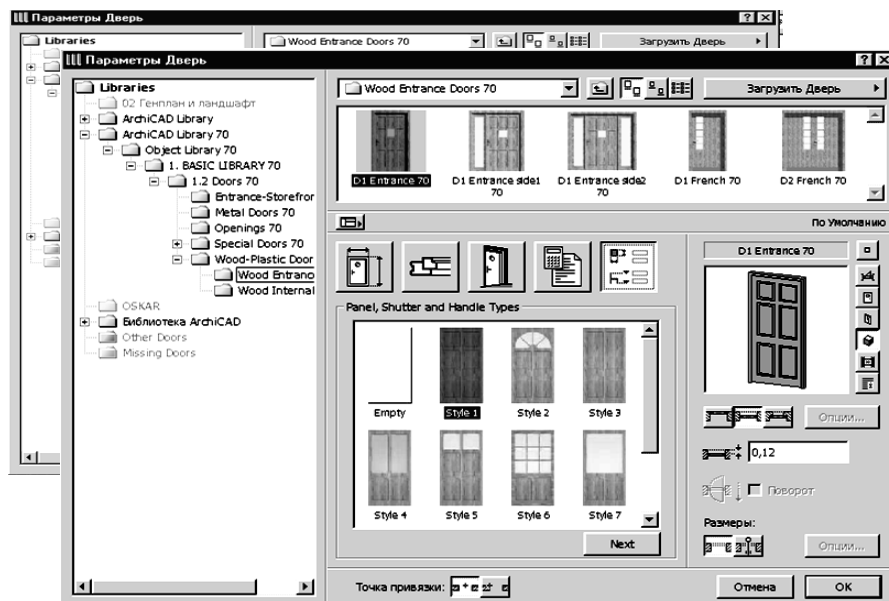 Параметры Дверь
Libraries
Wood Entrance Doors 70
Загрузить Дверь
Параметры Дверь
Libraries
02 Генплан и ландшафт
ArchiCAD Library
ArchiCAD Library 70
Object Library 70
1. BASIC LIBRARY 70
1.2 Doors 70
Entrance-Storefror
Metal Doors 70
Openings 70
Special Doors 70
Wood-Plastic Door
Wood Entranc
Wood Internal
OSKAR
Библиотека ArchiCAD
Other Doors
Missing Doors
Wood Entrance Doors 70
Загрузить Дверь
D1 Entrance 70
D1 Entrance side1 70
D1 Entrance side2 70
D1 French 70
D2 French 70
По Умолчанию
Panel, Shutter and Handle Types
Empty
Style 1
Style 2
Style 3
Style 4
Style 5
Style 6
Style 7
Next
D1 Entrance 70
Опции...
0,12
Поворот
Размеры:
Опции...
Точка привязки:
Отмена
OK